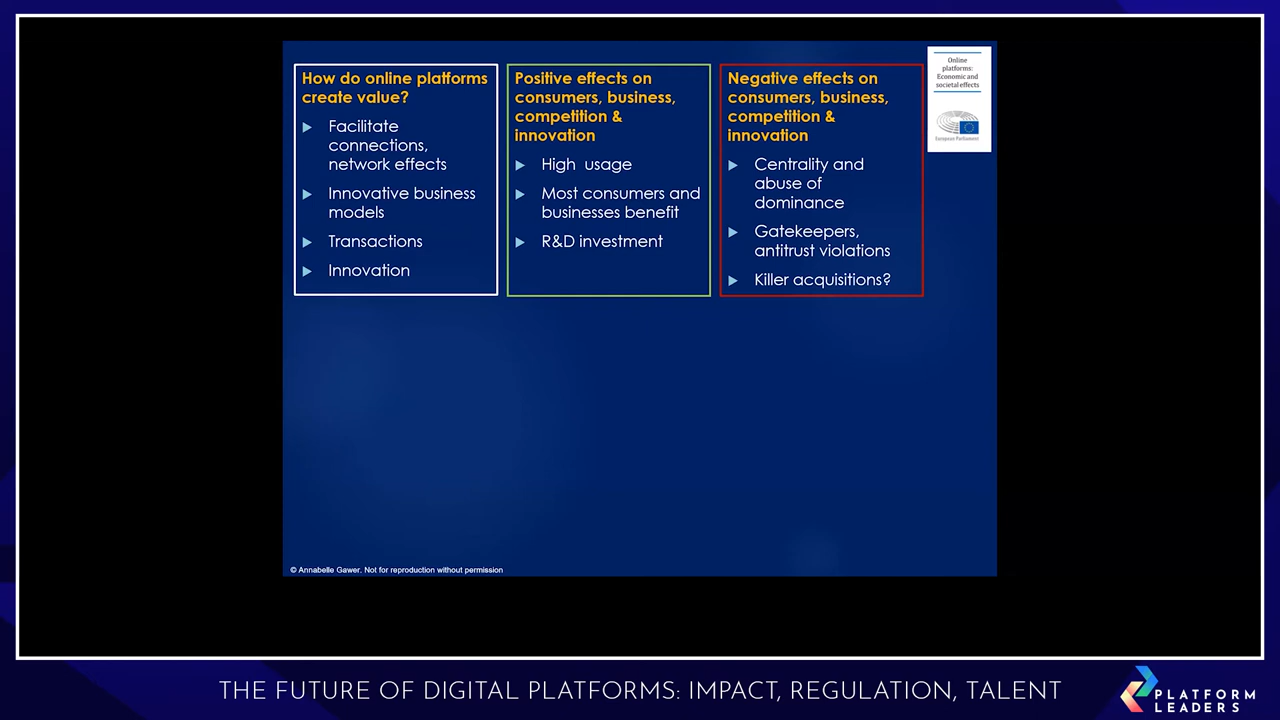 How do online platforms
create value?
Facilitate
connections,
network effects
Innovative business
models
Transactions
Innovation
Positive effects on
consumers, business,
competition &
innovation
High usage
Most consumers and
businesses benefit
R&D investment
Negative effects on
consumers, business,
competition &
innovation
Centrality and
abuse of
dominance
Gatekeepers,
antitrust violations
Killer acquisitions?
Online
platforms:
Economic and
societal effects
European Parliament
© Annabelle Gawer. Not for reproduction without permission
THE FUTURE OF DIGITAL PLATFORMS: IMPACT, REGULATION, TALENT
PLATFORM
LEADERS